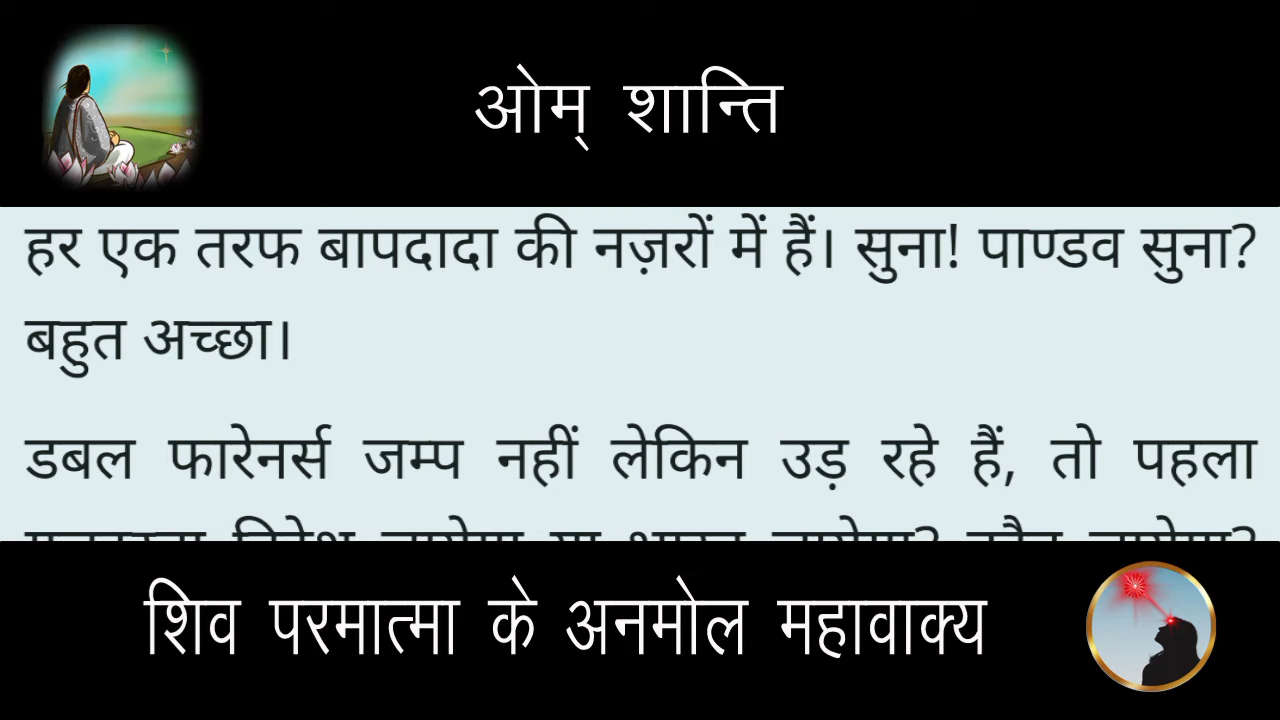 ओम् शान्ति
हर एक तरफ बापदादा की नज़रों में हैं। सुना! पाण्डव सुना?
बहुत अच्छा।
डबल फारेनर्स जम्प नहीं लेकिन उड़ रहे हैं, तो पहला
शिव परमात्मा के अनमोल महावाक्य